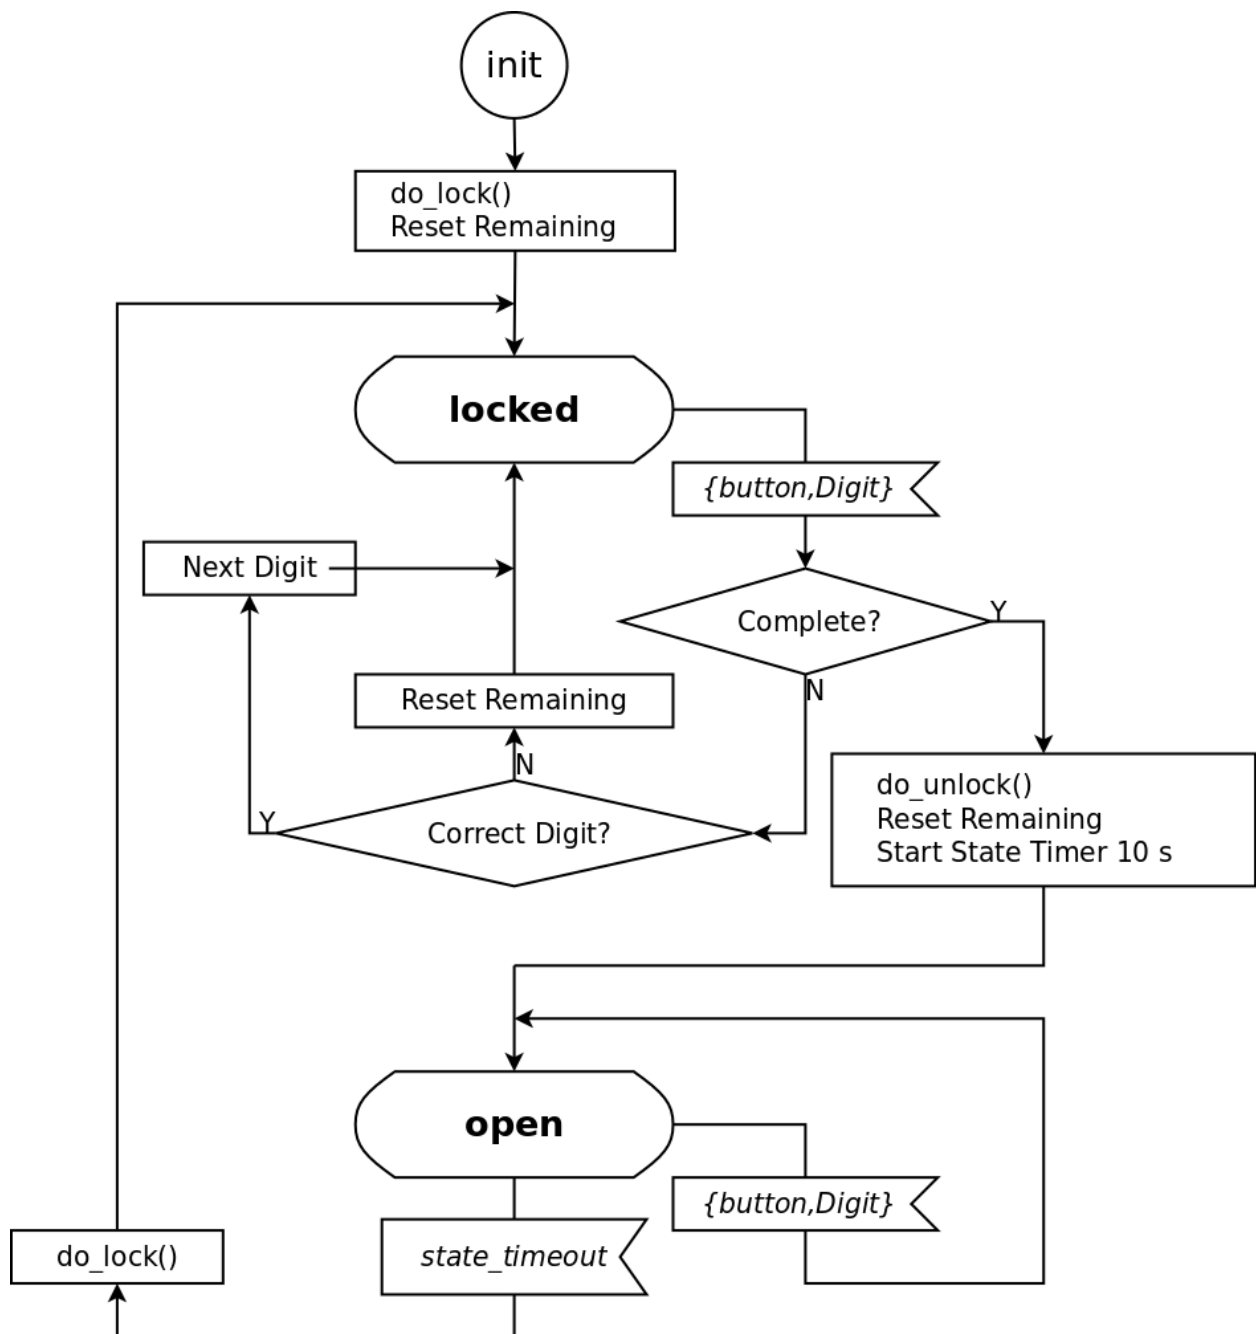 init
do_lock()
Reset Remaining
locked
{button,Digit}
Next Digit
Complete?
Y
N
Reset Remaining
N
Y
Correct Digit?
do_unlock()
Reset Remaining
Start State Timer 10 s
open
{button,Digit}
do_lock()
state_timeout